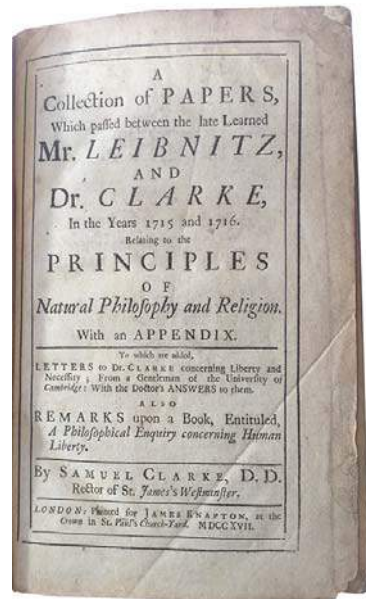 A
Collection of PAPERS,
Which paſſed between the late Learned
Mr. LEIBNITZ,
AND
Dr. CLARKE,
In the Years 1715 and 1716.
Relating to the
PRINCIPLES
OF
Natural Philoſophy and Religion.
With an APPENDIX.
To which are added,
LETTERS to Dr. CLARKE concerning Liberty and
Neceſſity; From a Gentleman of the Univerſity of
Cambridge: With the Doctor's ANSWERS to them.
ALSO
REMARKS upon a Book, Entituled,
A Philoſophical Enquiry concerning Human
Liberty.
By SAMUEL CLARKE, D.D.
Rector of St. James's Weſtminſter.
LONDON: Printed for JAMES KNAPTON, at the
Crown in St. Paul's Church-Yard. MDCCXVII.